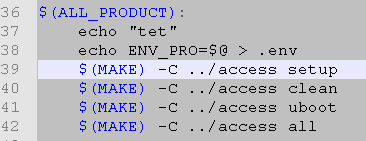 36 $(ALL_PRODUCT):
37 echo "tet"
38 echo ENV_PRO=$@ > .env
39 $(MAKE) -C ../access setup
40 $(MAKE) -C ../access clean
41 $(MAKE) -C ../access uboot
42 $(MAKE) -C ../access all